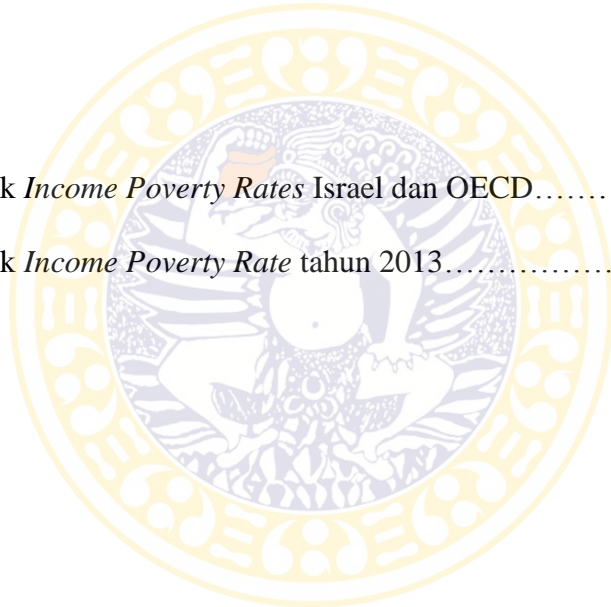 k Income Poverty Rates Israel dan OECD.......
k Income Poverty Rate tahun 2013................